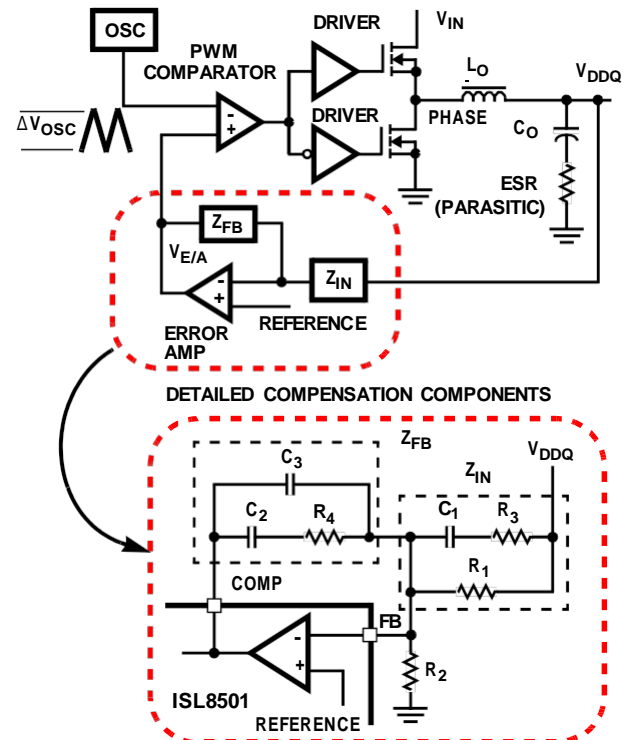 OSC
PWM
COMPARATOR
DRIVER
V_IN
ΔV_OSC
-
+
DRIVER
L_O
PHASE
V_DDQ
C_O
ESR
(PARASITIC)
Z_FB
V_E/A
-
+
Z_IN
REFERENCE
ERROR
AMP
DETAILED COMPENSATION COMPONENTS
Z_FB
C_3
Z_IN
V_DDQ
C_2
R_4
C_1
R_3
R_1
COMP
FB
-
+
R_2
ISL8501
REFERENCE